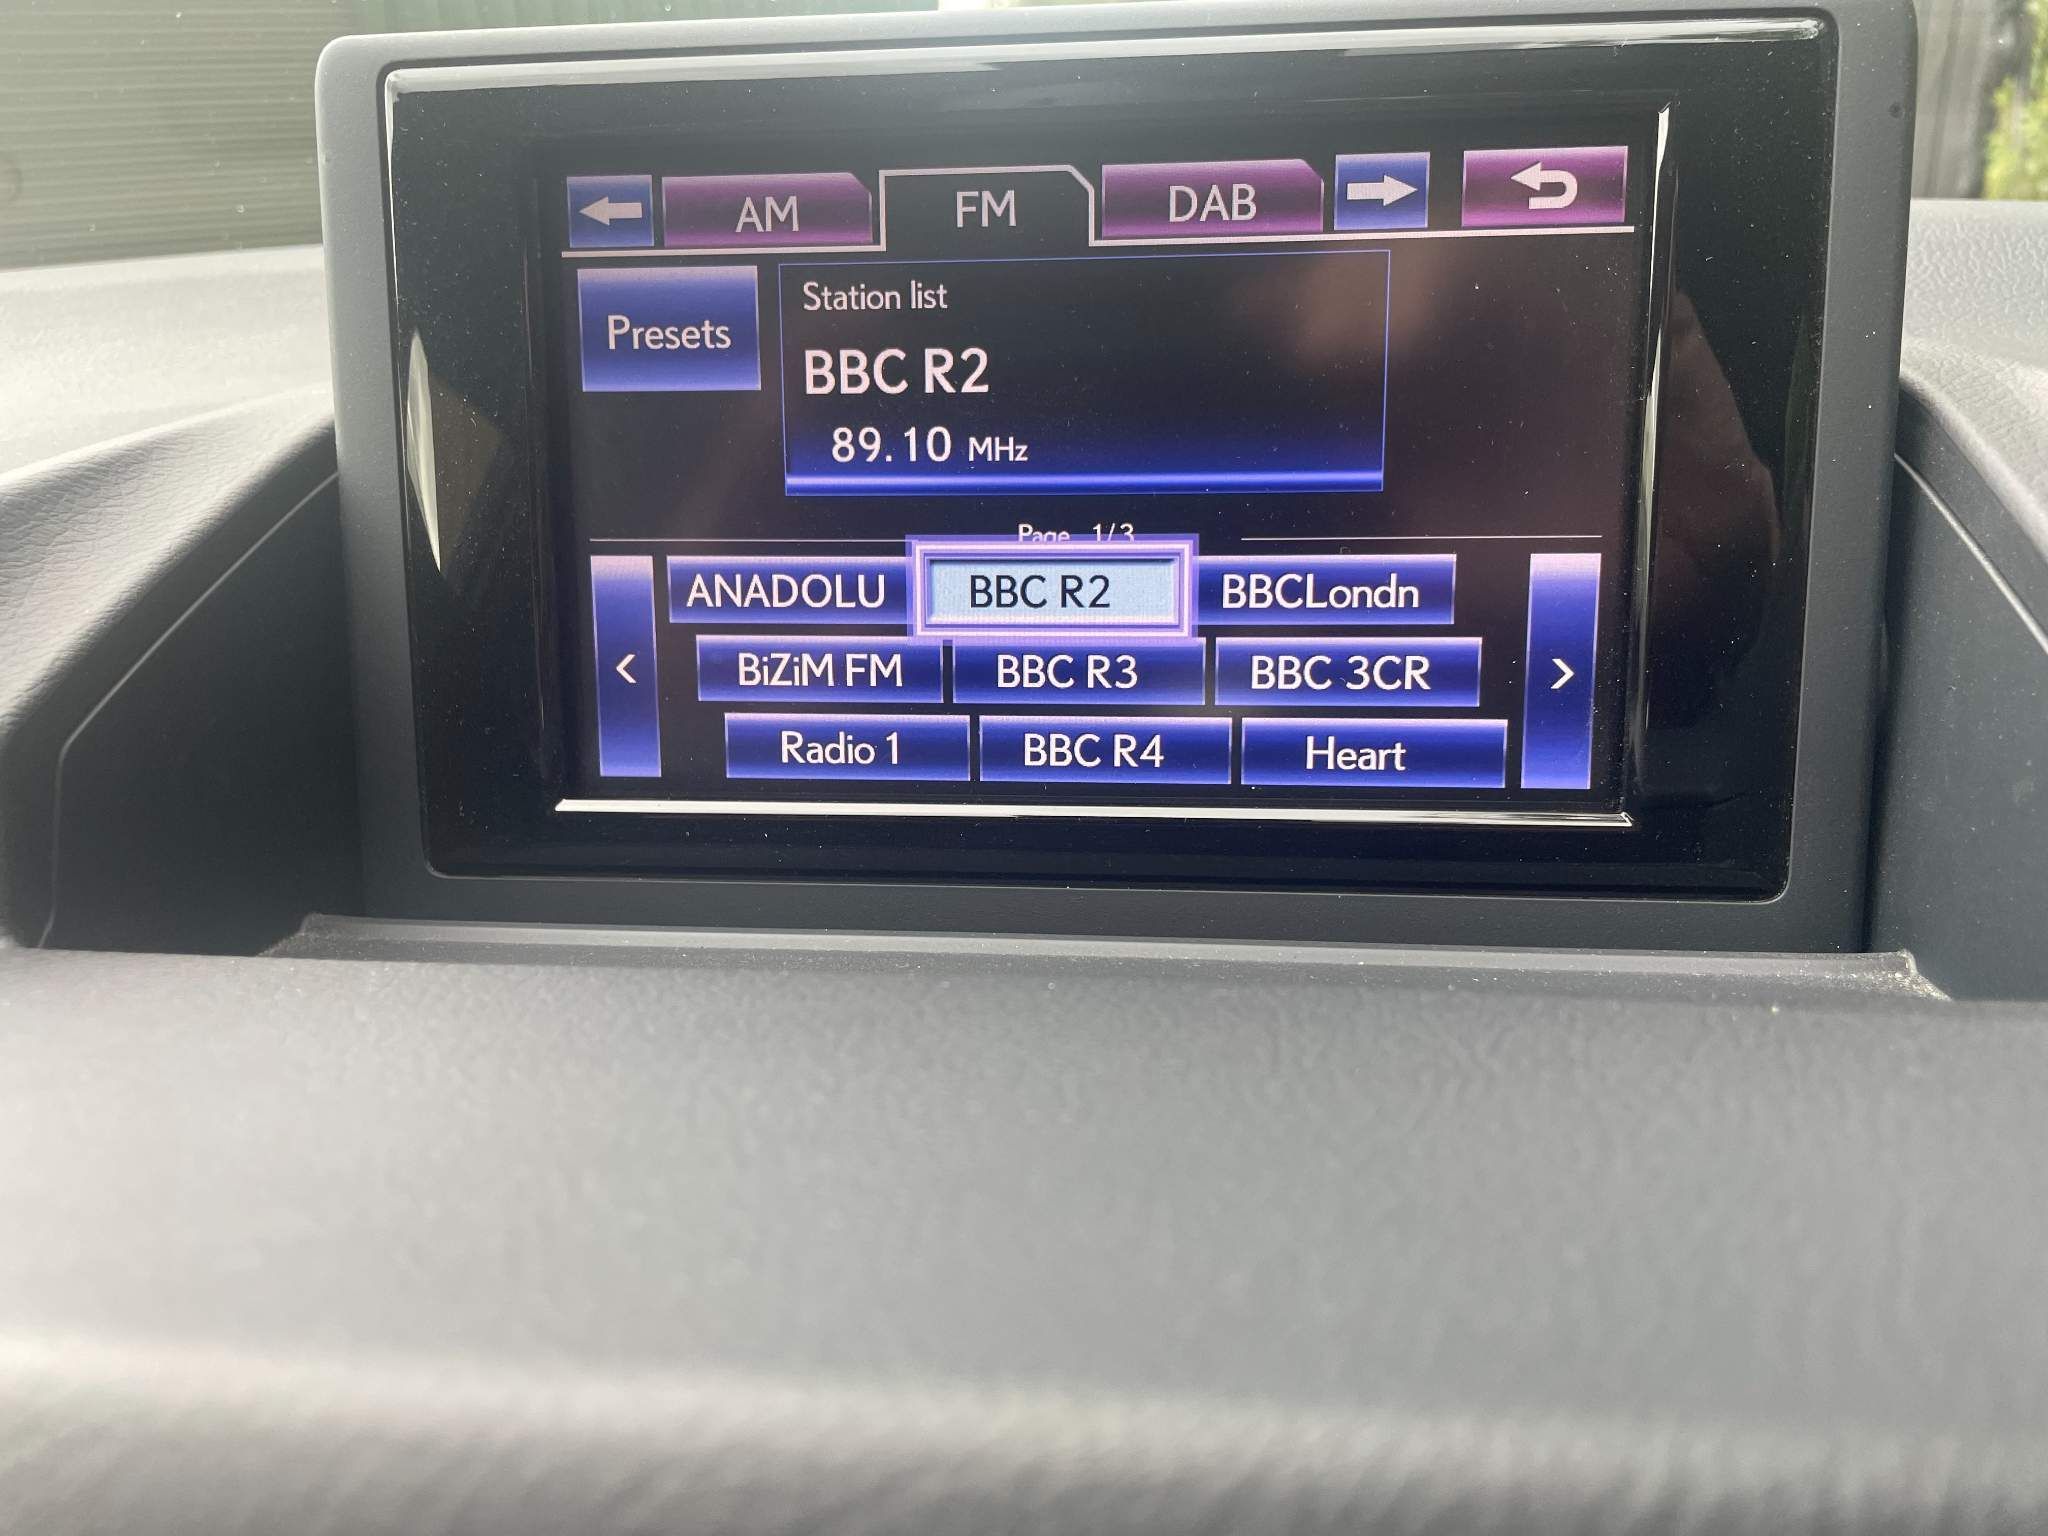 AM FM DAB
Presets
Station list
BBC R2
89.10 MHz
Page 1/3
ANADOLU BBC R2 BBCLondn
BiZiM FM BBC R3 BBC 3CR
Radio 1 BBC R4 Heart